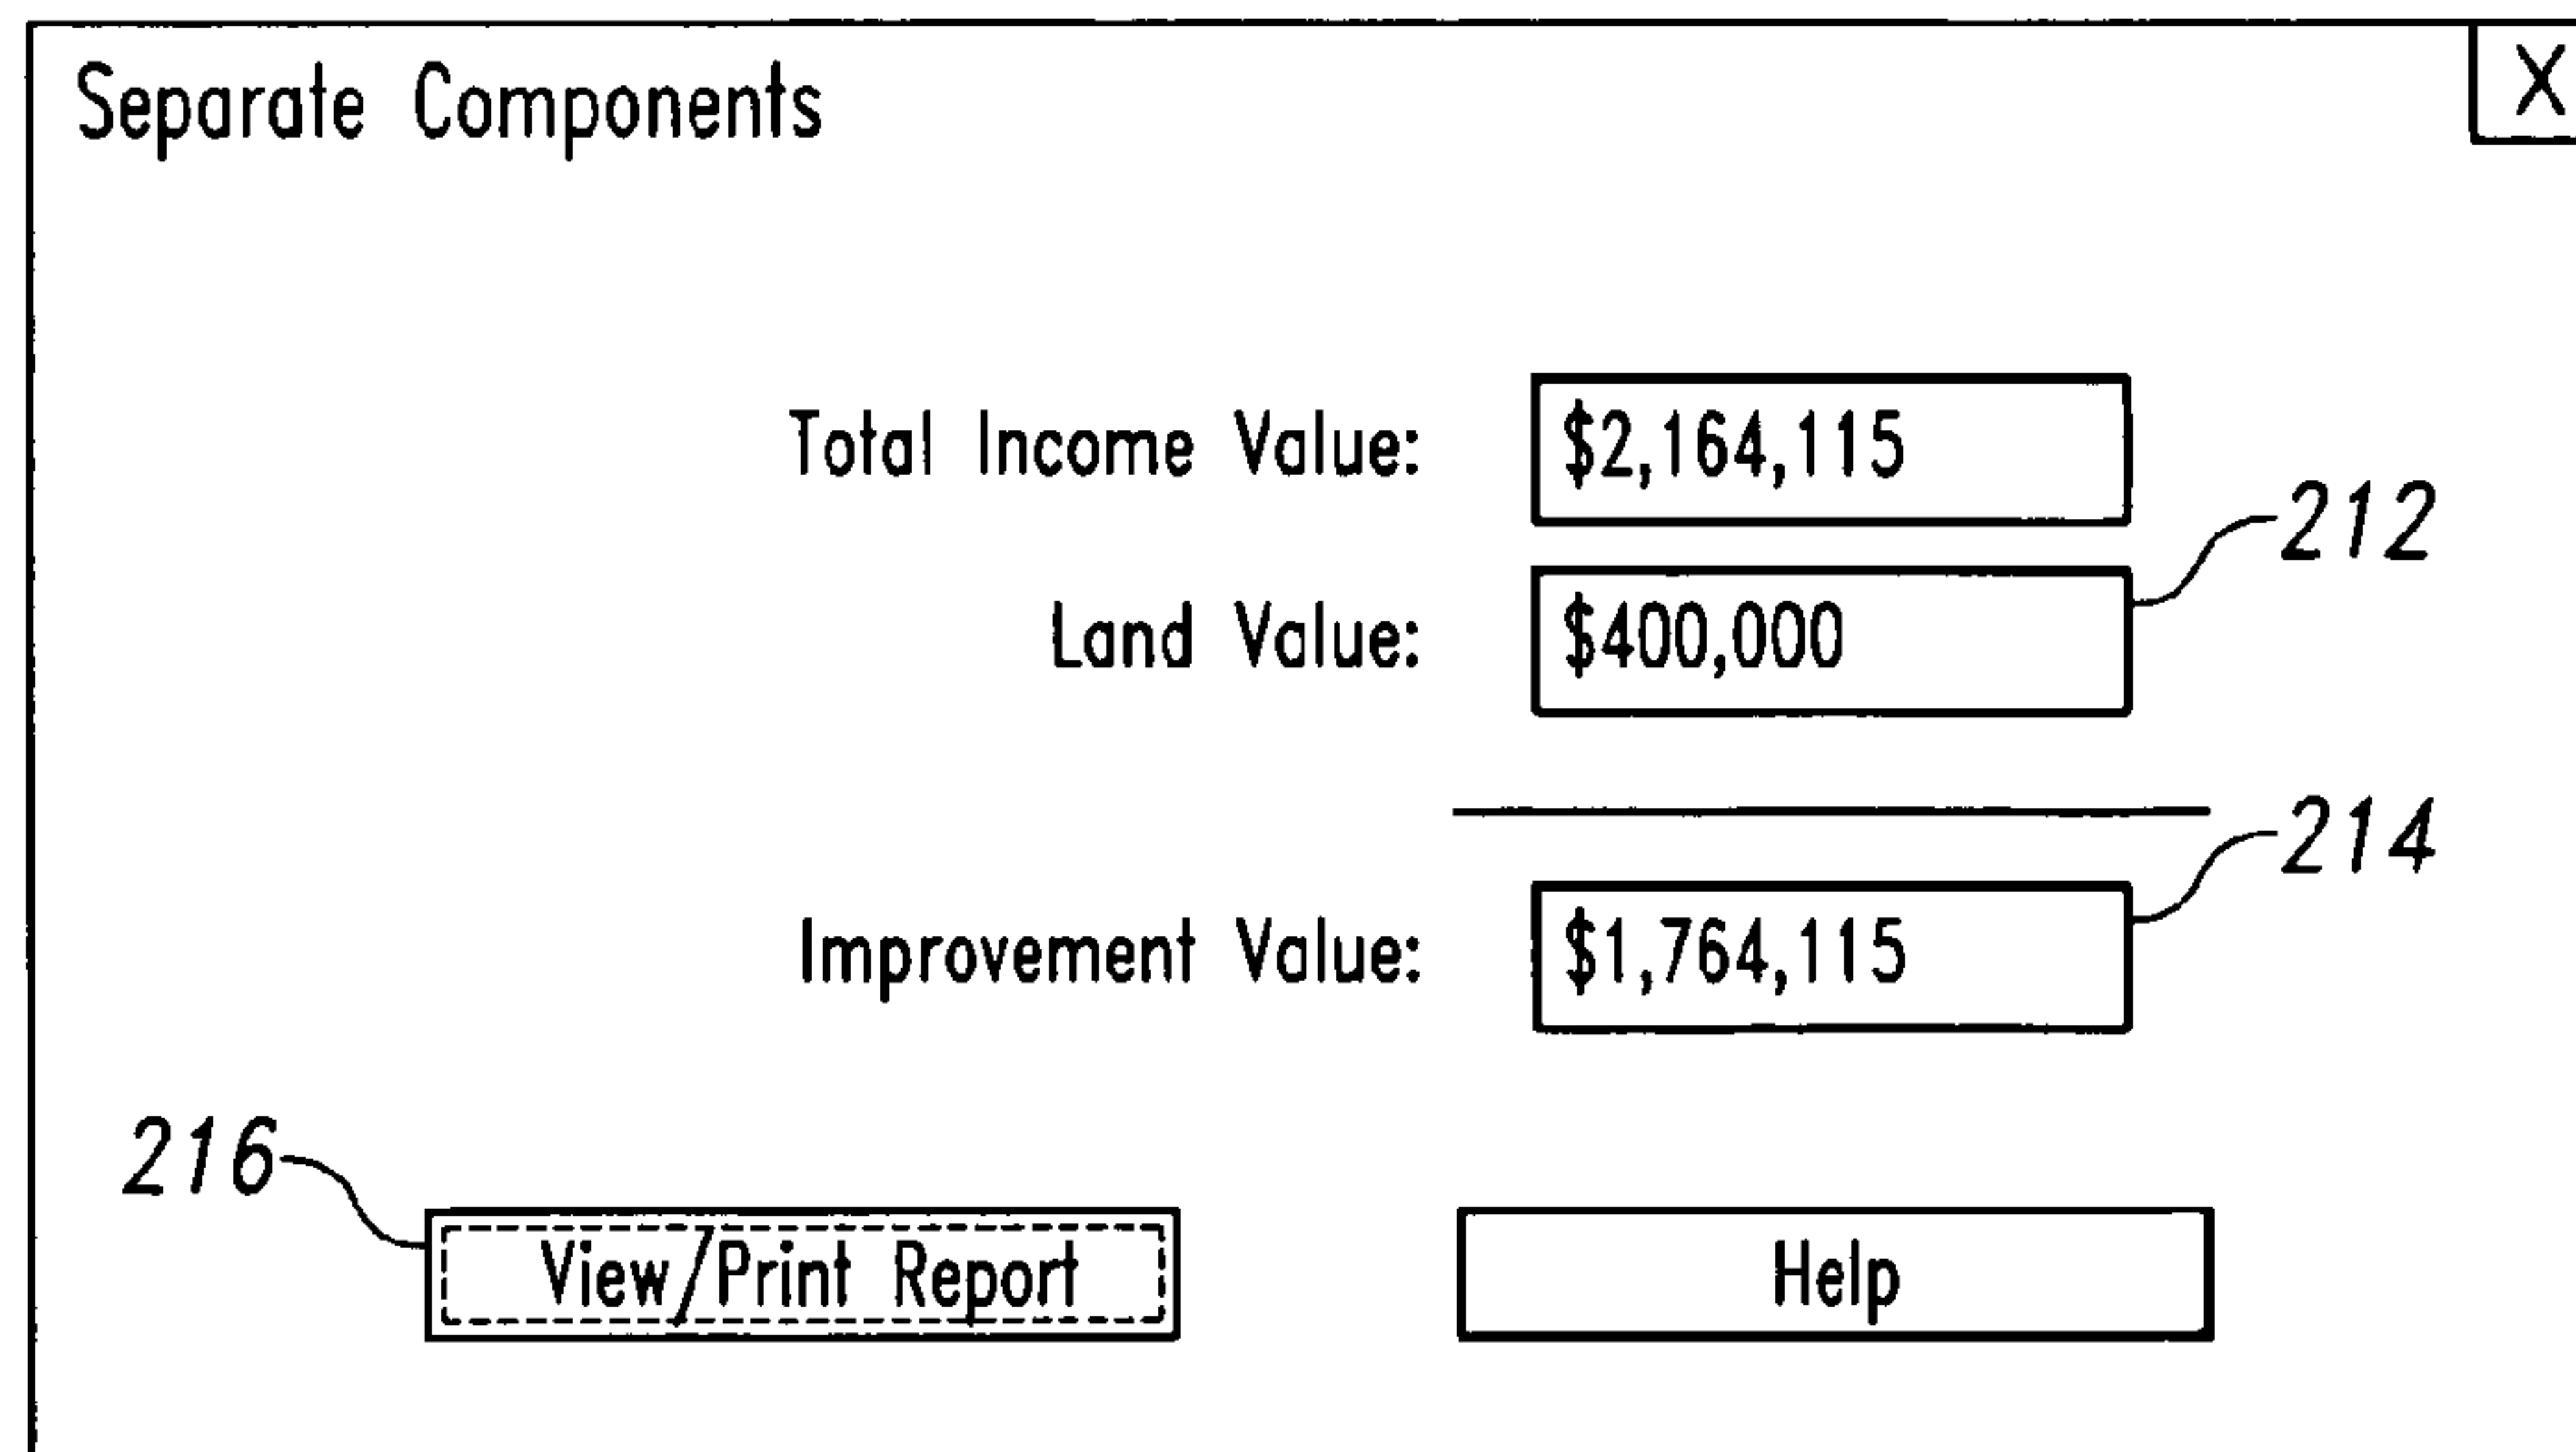 Separate Components X
Total Income Value: $2,164,115
212
Land Value: $400,000
214
Improvement Value: $1,764,115
216
View/Print Report Help